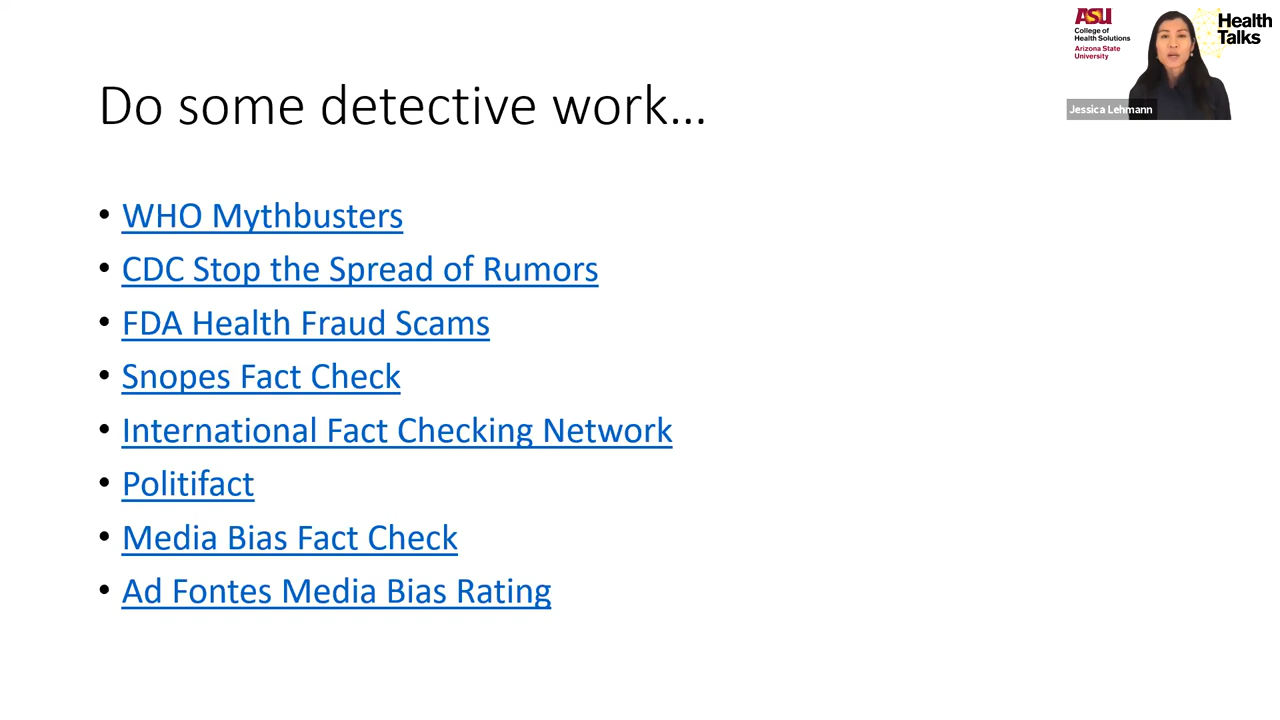 ASU
College of
Health Solutions
Arizona State
University
Health
Talks
Jessica Lehmann
Do some detective work...
• WHO Mythbusters
• CDC Stop the Spread of Rumors
• FDA Health Fraud Scams
• Snopes Fact Check
• International Fact Checking Network
• Politifact
• Media Bias Fact Check
• Ad Fontes Media Bias Rating